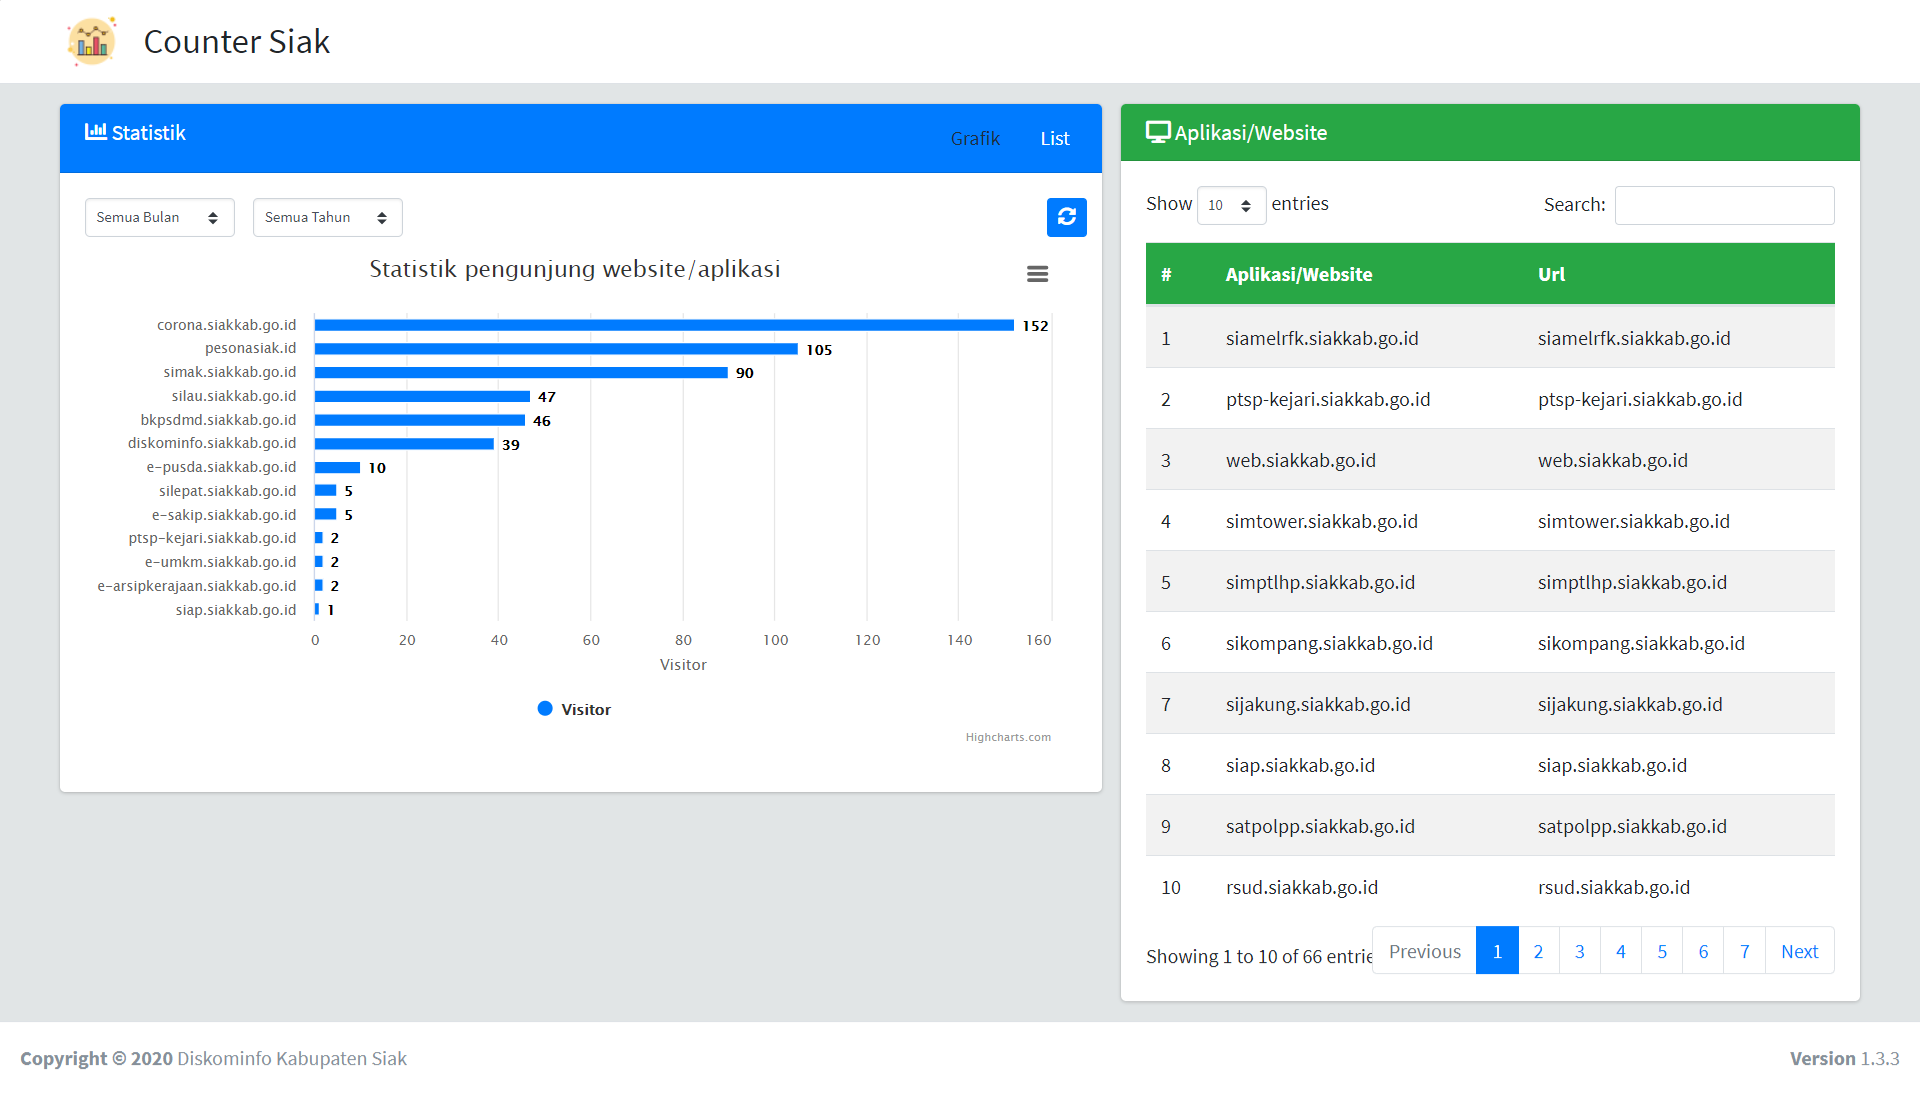 Counter Siak
Statistik
Grafik
List
Semua Bulan
Semua Tahun
Statistik pengunjung website/aplikasi
corona.siakkab.go.id 152
pesonasiak.id 105
simak.siakkab.go.id 90
silau.siakkab.go.id 47
bkpsdmd.siakkab.go.id 46
diskominfo.siakkab.go.id 39
e-pusda.siakkab.go.id 10
silepat.siakkab.go.id 5
e-sakip.siakkab.go.id 5
ptsp-kejari.siakkab.go.id 2
e-umkm.siakkab.go.id 2
e-arsipkerajaan.siakkab.go.id 2
siap.siakkab.go.id 1
0 20 40 60 80 100 120 140 160
Visitor
Visitor
Highcharts.com
Aplikasi/Website
Show 10 entries
Search:
# Aplikasi/Website Url
1 siamelrfk.siakkab.go.id siamelrfk.siakkab.go.id
2 ptsp-kejari.siakkab.go.id ptsp-kejari.siakkab.go.id
3 web.siakkab.go.id web.siakkab.go.id
4 simtower.siakkab.go.id simtower.siakkab.go.id
5 simptlhp.siakkab.go.id simptlhp.siakkab.go.id
6 sikompang.siakkab.go.id sikompang.siakkab.go.id
7 sijakung.siakkab.go.id sijakung.siakkab.go.id
8 siap.siakkab.go.id siap.siakkab.go.id
9 satpolpp.siakkab.go.id satpolpp.siakkab.go.id
10 rsud.siakkab.go.id rsud.siakkab.go.id
Showing 1 to 10 of 66 entrie
Previous 1 2 3 4 5 6 7 Next
Copyright © 2020 Diskominfo Kabupaten Siak
Version 1.3.3